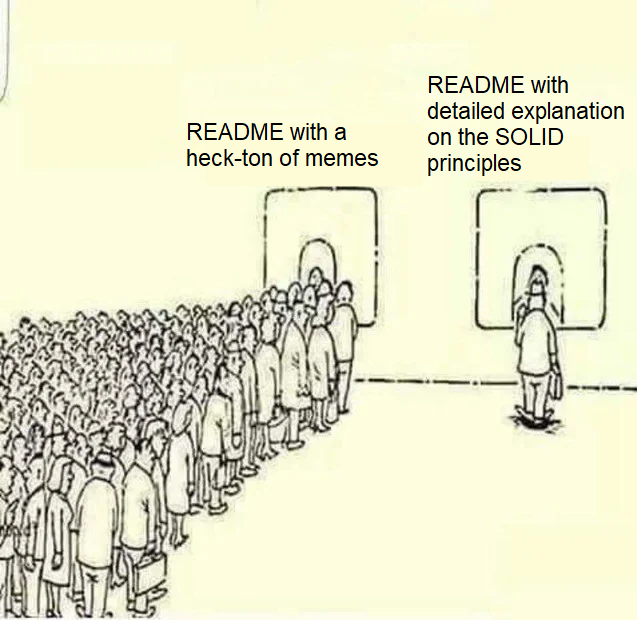 README with a
heck-ton of memes
README with
detailed explanation
on the SOLID
principles